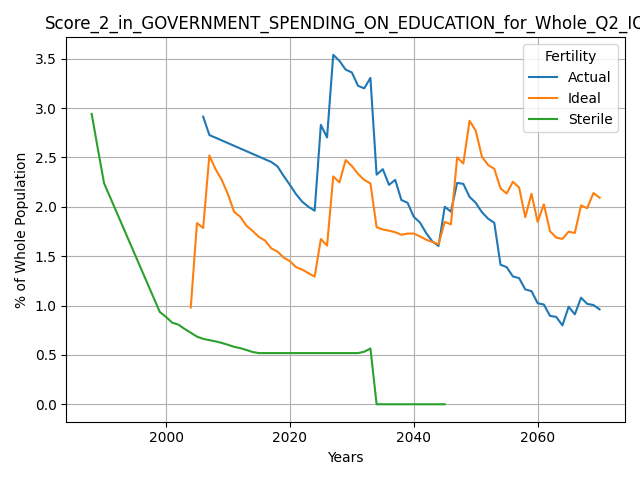 Score_2_in_GOVERNMENT_SPENDING_ON_EDUCATION_for_Whole_Q2_IQ
Fertility
Actual
Ideal
Sterile
% of Whole Population
3.5
3.0
2.5
2.0
1.5
1.0
0.5
0.0
2000
2020
2040
2060
Years